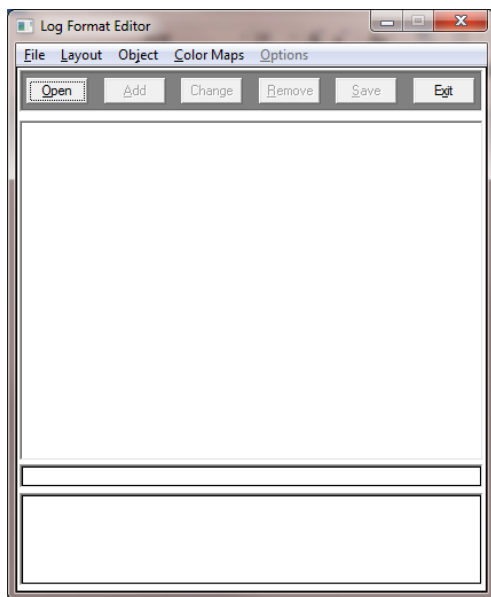 Log Format Editor
File Layout Object Color Maps Options
Open Add Change Remove Save Exit